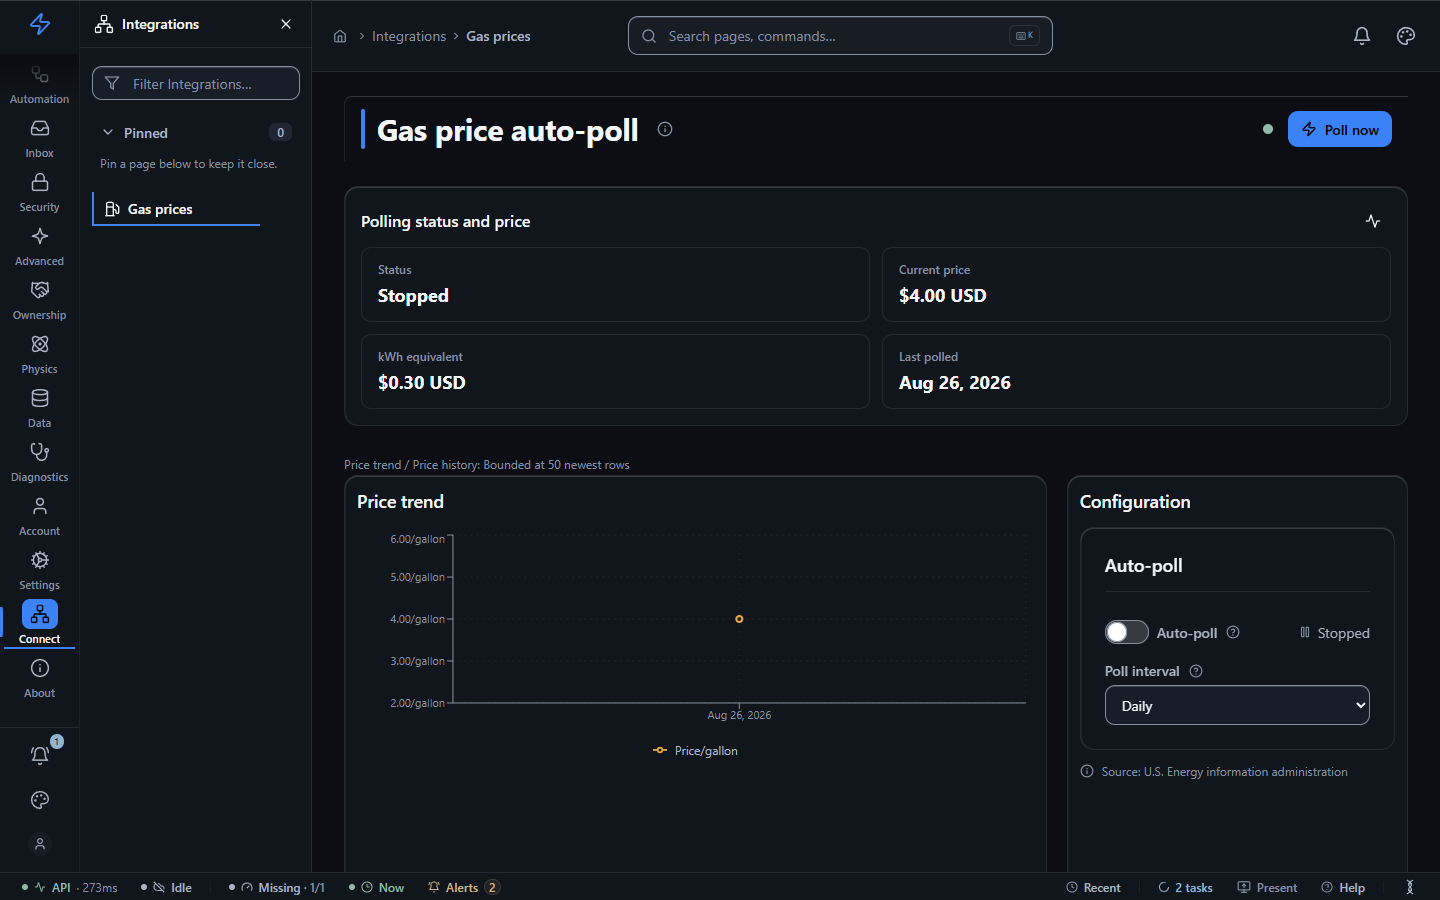 Integrations
Integrations
Gas prices
Search pages, commands...
K
Automation
Inbox
Security
Advanced
Ownership
Physics
Data
Diagnostics
Account
Settings
Connect
About
1
Filter Integrations...
Pinned
0
Pin a page below to keep it close.
Gas prices
Gas price auto-poll
Poll now
Polling status and price
Status
Stopped
Current price
$4.00 USD
kWh equivalent
$0.30 USD
Last polled
Aug 26, 2026
Price trend / Price history: Bounded at 50 newest rows
Price trend
6.00/gallon
5.00/gallon
4.00/gallon
3.00/gallon
2.00/gallon
Aug 26, 2026
Price/gallon
Configuration
Auto-poll
Auto-poll
Stopped
Poll interval
Daily
Source: U.S. Energy information administration
API · 273ms
Idle
Missing · 1/1
Now
Alerts 2
Recent
2 tasks
Present
Help